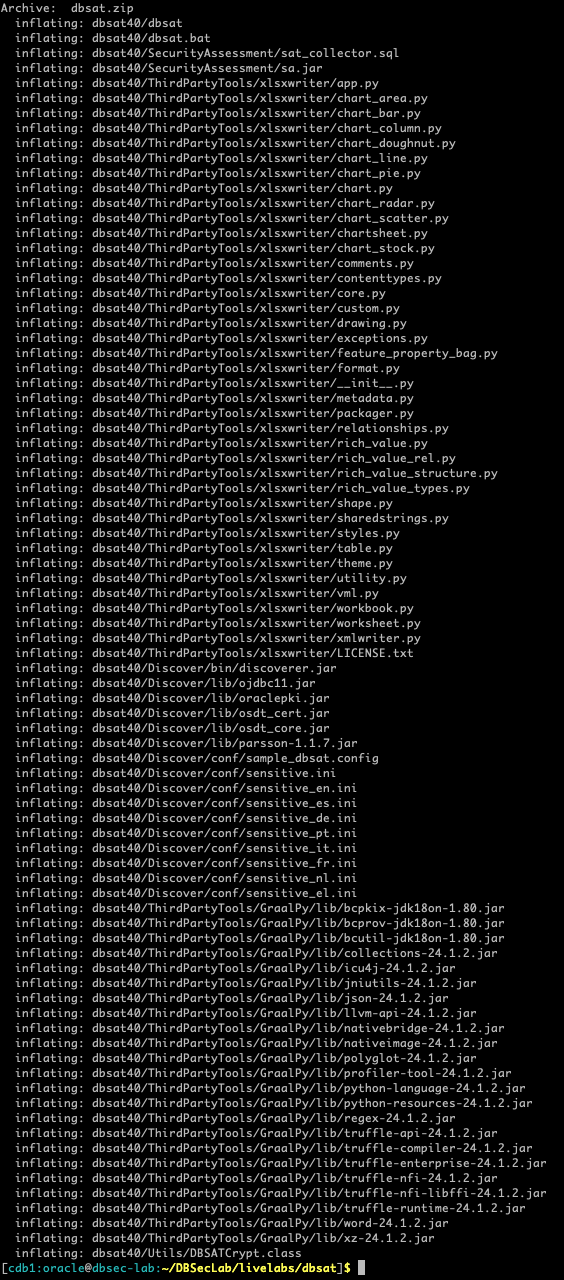 Archive:  dbsat.zip
  inflating: dbsat40/dbsat
  inflating: dbsat40/dbsat.bat
  inflating: dbsat40/SecurityAssessment/sat_collector.sql
  inflating: dbsat40/SecurityAssessment/sa.jar
  inflating: dbsat40/ThirdPartyTools/xlsxwriter/app.py
  inflating: dbsat40/ThirdPartyTools/xlsxwriter/chart_area.py
  inflating: dbsat40/ThirdPartyTools/xlsxwriter/chart_bar.py
  inflating: dbsat40/ThirdPartyTools/xlsxwriter/chart_column.py
  inflating: dbsat40/ThirdPartyTools/xlsxwriter/chart_doughnut.py
  inflating: dbsat40/ThirdPartyTools/xlsxwriter/chart_line.py
  inflating: dbsat40/ThirdPartyTools/xlsxwriter/chart_pie.py
  inflating: dbsat40/ThirdPartyTools/xlsxwriter/chart.py
  inflating: dbsat40/ThirdPartyTools/xlsxwriter/chart_radar.py
  inflating: dbsat40/ThirdPartyTools/xlsxwriter/chart_scatter.py
  inflating: dbsat40/ThirdPartyTools/xlsxwriter/chartsheet.py
  inflating: dbsat40/ThirdPartyTools/xlsxwriter/chart_stock.py
  inflating: dbsat40/ThirdPartyTools/xlsxwriter/comments.py
  inflating: dbsat40/ThirdPartyTools/xlsxwriter/contenttypes.py
  inflating: dbsat40/ThirdPartyTools/xlsxwriter/core.py
  inflating: dbsat40/ThirdPartyTools/xlsxwriter/custom.py
  inflating: dbsat40/ThirdPartyTools/xlsxwriter/drawing.py
  inflating: dbsat40/ThirdPartyTools/xlsxwriter/exceptions.py
  inflating: dbsat40/ThirdPartyTools/xlsxwriter/feature_property_bag.py
  inflating: dbsat40/ThirdPartyTools/xlsxwriter/format.py
  inflating: dbsat40/ThirdPartyTools/xlsxwriter/__init__.py
  inflating: dbsat40/ThirdPartyTools/xlsxwriter/metadata.py
  inflating: dbsat40/ThirdPartyTools/xlsxwriter/packager.py
  inflating: dbsat40/ThirdPartyTools/xlsxwriter/relationships.py
  inflating: dbsat40/ThirdPartyTools/xlsxwriter/rich_value.py
  inflating: dbsat40/ThirdPartyTools/xlsxwriter/rich_value_rel.py
  inflating: dbsat40/ThirdPartyTools/xlsxwriter/rich_value_structure.py
  inflating: dbsat40/ThirdPartyTools/xlsxwriter/rich_value_types.py
  inflating: dbsat40/ThirdPartyTools/xlsxwriter/shape.py
  inflating: dbsat40/ThirdPartyTools/xlsxwriter/sharedstrings.py
  inflating: dbsat40/ThirdPartyTools/xlsxwriter/styles.py
  inflating: dbsat40/ThirdPartyTools/xlsxwriter/table.py
  inflating: dbsat40/ThirdPartyTools/xlsxwriter/theme.py
  inflating: dbsat40/ThirdPartyTools/xlsxwriter/utility.py
  inflating: dbsat40/ThirdPartyTools/xlsxwriter/vml.py
  inflating: dbsat40/ThirdPartyTools/xlsxwriter/workbook.py
  inflating: dbsat40/ThirdPartyTools/xlsxwriter/worksheet.py
  inflating: dbsat40/ThirdPartyTools/xlsxwriter/xmlwriter.py
  inflating: dbsat40/ThirdPartyTools/xlsxwriter/LICENSE.txt
  inflating: dbsat40/Discover/bin/discoverer.jar
  inflating: dbsat40/Discover/lib/ojdbc11.jar
  inflating: dbsat40/Discover/lib/oraclepki.jar
  inflating: dbsat40/Discover/lib/osdt_cert.jar
  inflating: dbsat40/Discover/lib/osdt_core.jar
  inflating: dbsat40/Discover/lib/parsson-1.1.7.jar
  inflating: dbsat40/Discover/conf/sample_dbsat.config
  inflating: dbsat40/Discover/conf/sensitive.ini
  inflating: dbsat40/Discover/conf/sensitive_en.ini
  inflating: dbsat40/Discover/conf/sensitive_es.ini
  inflating: dbsat40/Discover/conf/sensitive_de.ini
  inflating: dbsat40/Discover/conf/sensitive_pt.ini
  inflating: dbsat40/Discover/conf/sensitive_it.ini
  inflating: dbsat40/Discover/conf/sensitive_fr.ini
  inflating: dbsat40/Discover/conf/sensitive_nl.ini
  inflating: dbsat40/Discover/conf/sensitive_el.ini
  inflating: dbsat40/ThirdPartyTools/GraalPy/lib/bcpkix-jdk18on-1.80.jar
  inflating: dbsat40/ThirdPartyTools/GraalPy/lib/bcprov-jdk18on-1.80.jar
  inflating: dbsat40/ThirdPartyTools/GraalPy/lib/bcutil-jdk18on-1.80.jar
  inflating: dbsat40/ThirdPartyTools/GraalPy/lib/collections-24.1.2.jar
  inflating: dbsat40/ThirdPartyTools/GraalPy/lib/icu4j-24.1.2.jar
  inflating: dbsat40/ThirdPartyTools/GraalPy/lib/jniutils-24.1.2.jar
  inflating: dbsat40/ThirdPartyTools/GraalPy/lib/json-24.1.2.jar
  inflating: dbsat40/ThirdPartyTools/GraalPy/lib/llvm-api-24.1.2.jar
  inflating: dbsat40/ThirdPartyTools/GraalPy/lib/nativebridge-24.1.2.jar
  inflating: dbsat40/ThirdPartyTools/GraalPy/lib/nativeimage-24.1.2.jar
  inflating: dbsat40/ThirdPartyTools/GraalPy/lib/polyglot-24.1.2.jar
  inflating: dbsat40/ThirdPartyTools/GraalPy/lib/profiler-tool-24.1.2.jar
  inflating: dbsat40/ThirdPartyTools/GraalPy/lib/python-language-24.1.2.jar
  inflating: dbsat40/ThirdPartyTools/GraalPy/lib/python-resources-24.1.2.jar
  inflating: dbsat40/ThirdPartyTools/GraalPy/lib/regex-24.1.2.jar
  inflating: dbsat40/ThirdPartyTools/GraalPy/lib/truffle-api-24.1.2.jar
  inflating: dbsat40/ThirdPartyTools/GraalPy/lib/truffle-compiler-24.1.2.jar
  inflating: dbsat40/ThirdPartyTools/GraalPy/lib/truffle-enterprise-24.1.2.jar
  inflating: dbsat40/ThirdPartyTools/GraalPy/lib/truffle-nfi-24.1.2.jar
  inflating: dbsat40/ThirdPartyTools/GraalPy/lib/truffle-nfi-libffi-24.1.2.jar
  inflating: dbsat40/ThirdPartyTools/GraalPy/lib/truffle-runtime-24.1.2.jar
  inflating: dbsat40/ThirdPartyTools/GraalPy/lib/word-24.1.2.jar
  inflating: dbsat40/ThirdPartyTools/GraalPy/lib/xz-24.1.2.jar
  inflating: dbsat40/Utils/DBSATCrypt.class
[cdb1:oracle@dbsec-lab:~/DBSecLab/livelabs/dbsat]$